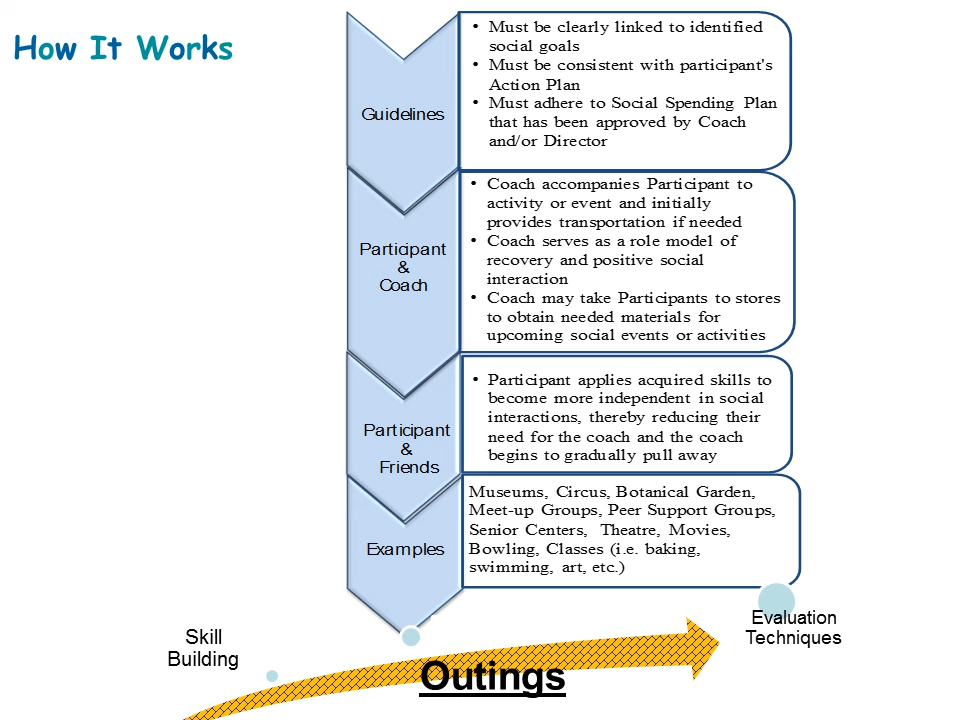 How It Works
Guidelines
• Must be clearly linked to identified
social goals
• Must be consistent with participant's
Action Plan
• Must adhere to Social Spending Plan
that has been approved by Coach
and/or Director
Participant
&
Coach
• Coach accompanies Participant to
activity or event and initially
provides transportation if needed
• Coach serves as a role model of
recovery and positive social
interaction
• Coach may take Participants to stores
to obtain needed materials for
upcoming social events or activities
Participant
&
Friends
• Participant applies acquired skills to
become more independent in social
interactions, thereby reducing their
need for the coach and the coach
begins to gradually pull away
Examples
Museums, Circus, Botanical Garden,
Meet-up Groups, Peer Support Groups,
Senior Centers, Theatre, Movies,
Bowling, Classes (i.e. baking,
swimming, art, etc.)
Skill
Building
Outings
Evaluation
Techniques